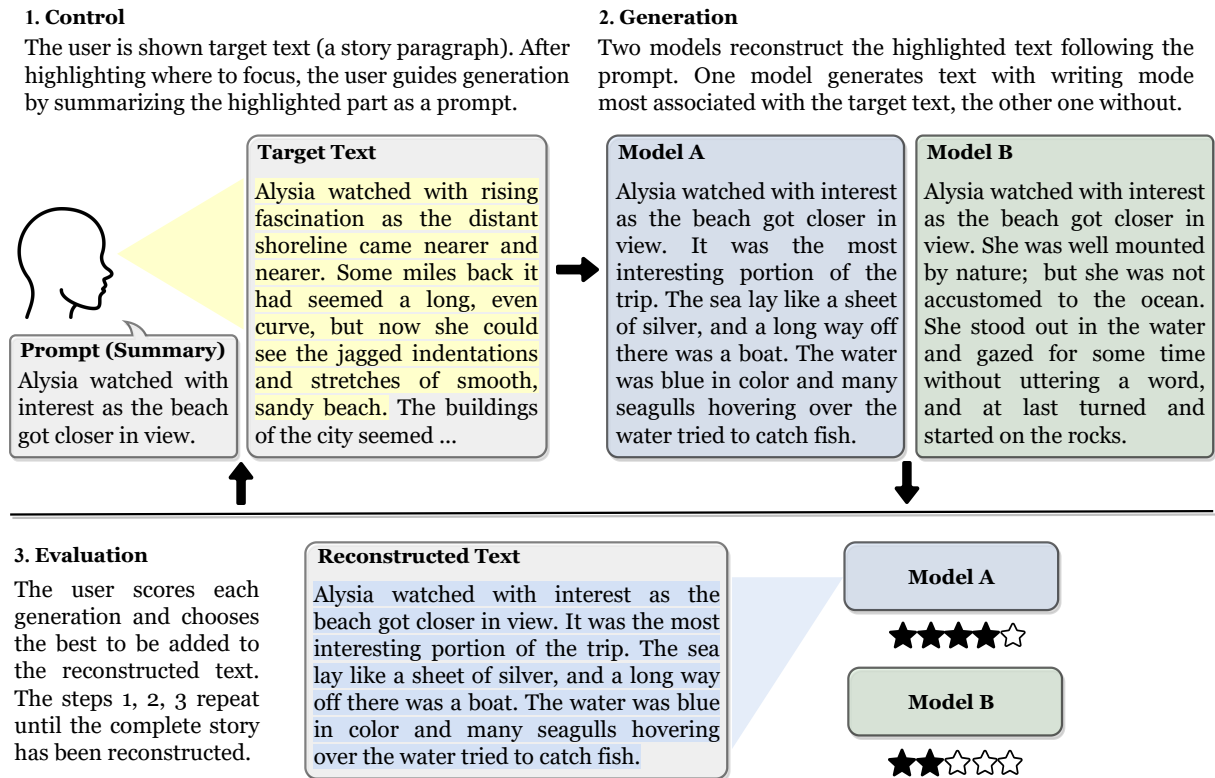 1. Control
The user is shown target text (a story paragraph). After
highlighting where to focus, the user guides generation
by summarizing the highlighted part as a prompt.
2. Generation
Two models reconstruct the highlighted text following the
prompt. One model generates text with writing mode
most associated with the target text, the other one without.
Prompt (Summary)
Alysia watched with
interest as the beach
got closer in view.
Target Text
Alysia watched with rising
fascination as the distant
shoreline came nearer and
nearer. Some miles back it
had seemed a long, even
curve, but now she could
see the jagged indentations
and stretches of smooth,
sandy beach. The buildings
of the city seemed ...
Model A
Alysia watched with interest
as the beach got closer in
view. It was the most
interesting portion of the
trip. The sea lay like a sheet
of silver, and a long way off
there was a boat. The water
was blue in color and many
seagulls hovering over the
water tried to catch fish.
Model B
Alysia watched with interest
as the beach got closer in
view. She was well mounted
by nature; but she was not
accustomed to the ocean.
She stood out in the water
and gazed for some time
without uttering a word,
and at last turned and
started on the rocks.
3. Evaluation
The user scores each
generation and chooses
the best to be added to
the reconstructed text.
The steps 1, 2, 3 repeat
until the complete story
has been reconstructed.
Reconstructed Text
Alysia watched with interest as the
beach got closer in view. It was the most
interesting portion of the trip. The sea
lay like a sheet of silver, and a long way
off there was a boat. The water was blue
in color and many seagulls hovering
over the water tried to catch fish.
Model A
Model B